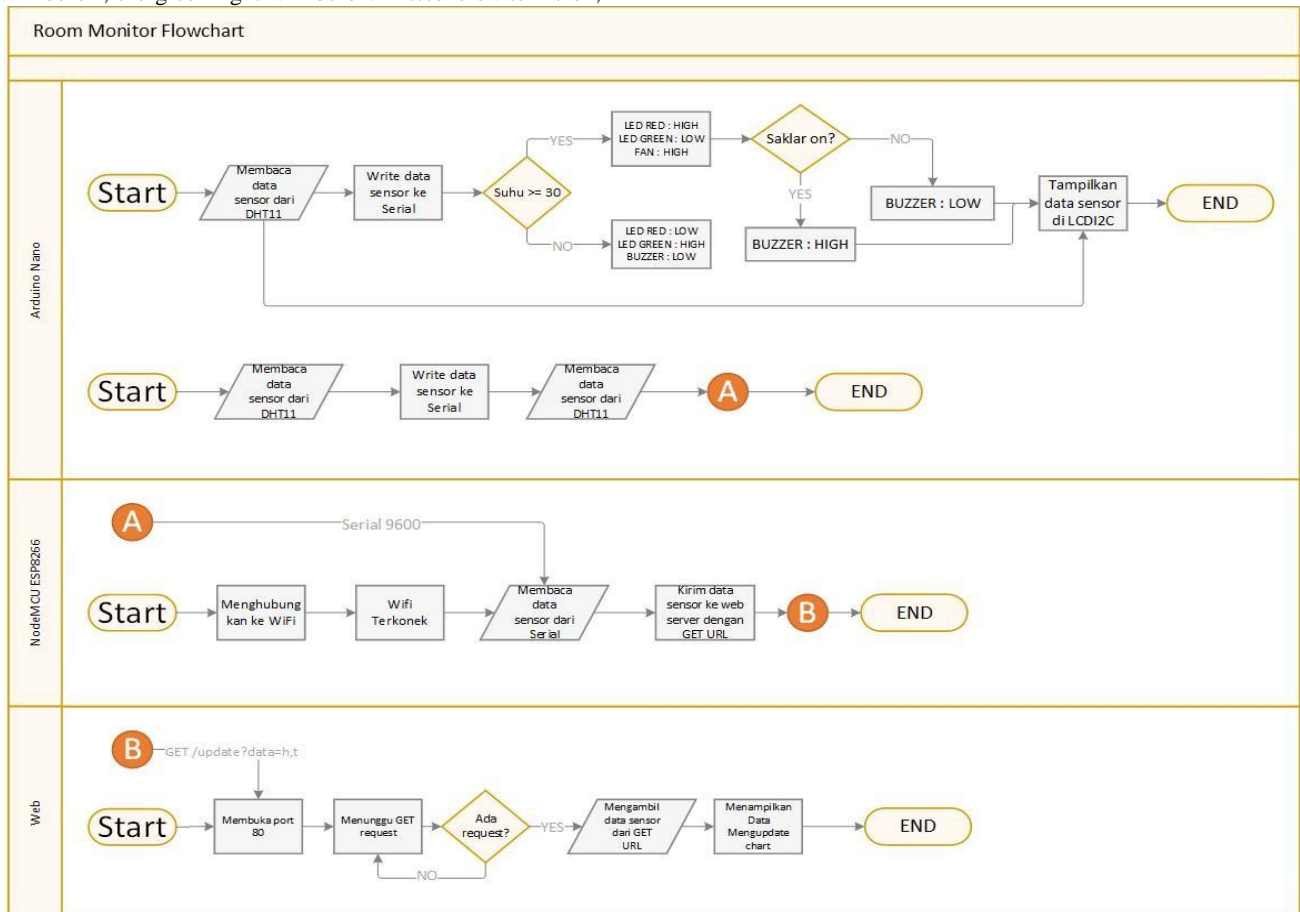 Room Monitor Flowchart
Arduino Nano
Start
Membaca
data
sensor dari
DHT11
Write data
sensor ke
Serial
Suhu >= 30
YES
LED RED : HIGH
LED GREEN : LOW
FAN : HIGH
Saklar on?
NO
BUZZER : LOW
YES
BUZZER : HIGH
NO
LED RED : LOW
LED GREEN : HIGH
BUZZER : LOW
Tampilkan
data sensor
di LCDI2C
END
Start
Membaca
data
sensor dari
DHT11
Write data
sensor ke
Serial
Membaca
data
sensor dari
DHT11
A
END
NodeMCU ESP8266
A
Serial 9600
Start
Menghubung
kan ke WiFi
Wifi
Terkonek
Membaca
data
sensor dari
Serial
Kirim data
sensor ke web
server dengan
GET URL
B
END
Web
B
GET /update?data=h,t
Start
Membuka port
80
Menunggu GET
request
Ada
request?
YES
NO
Mengambil
data sensor
dari GET
URL
Menampilkan
Data
Mengupdate
chart
END